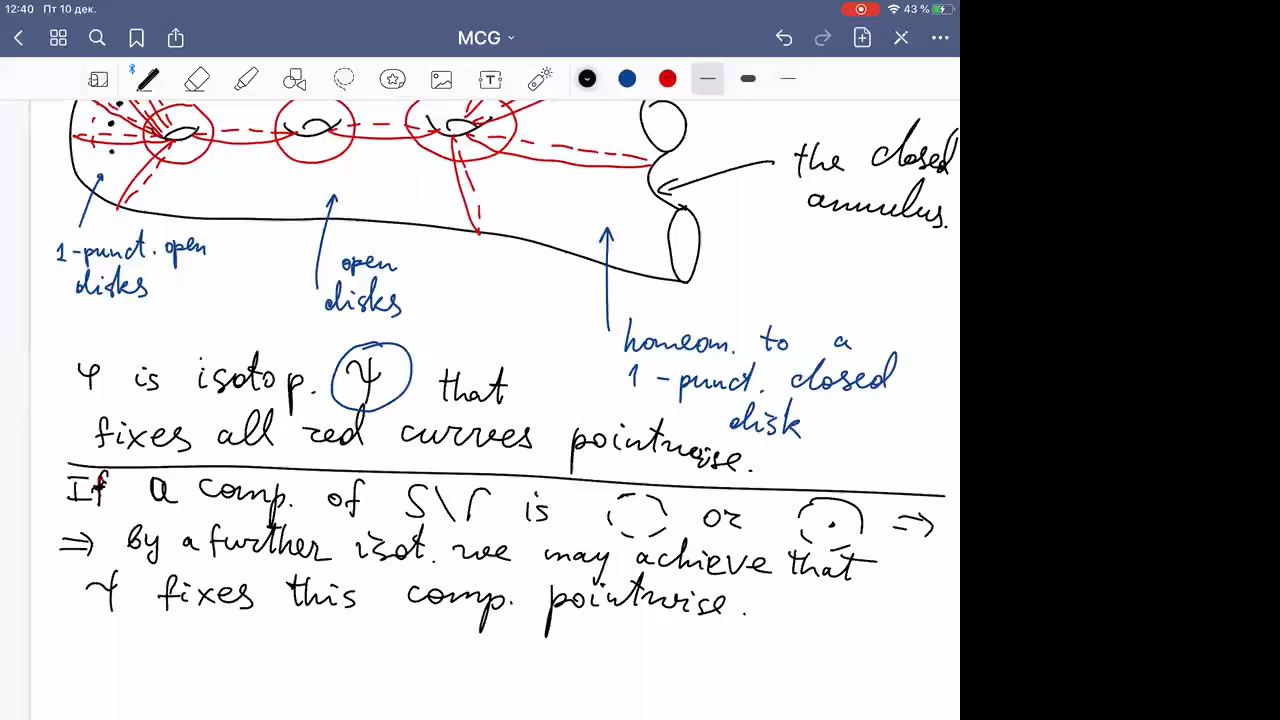 12:40 Пт 10 дек.
43 %
MCG
the closed
annulus.
1-punct. open
disks
open
disks
homeom. to a
1-punct. closed
disk
φ is isotop. ψ that
fixes all red curves pointwise.
If a comp. of S\Γ is or ⇒
⇒ By a further isot. we may achieve that
ψ fixes this comp. pointwise.